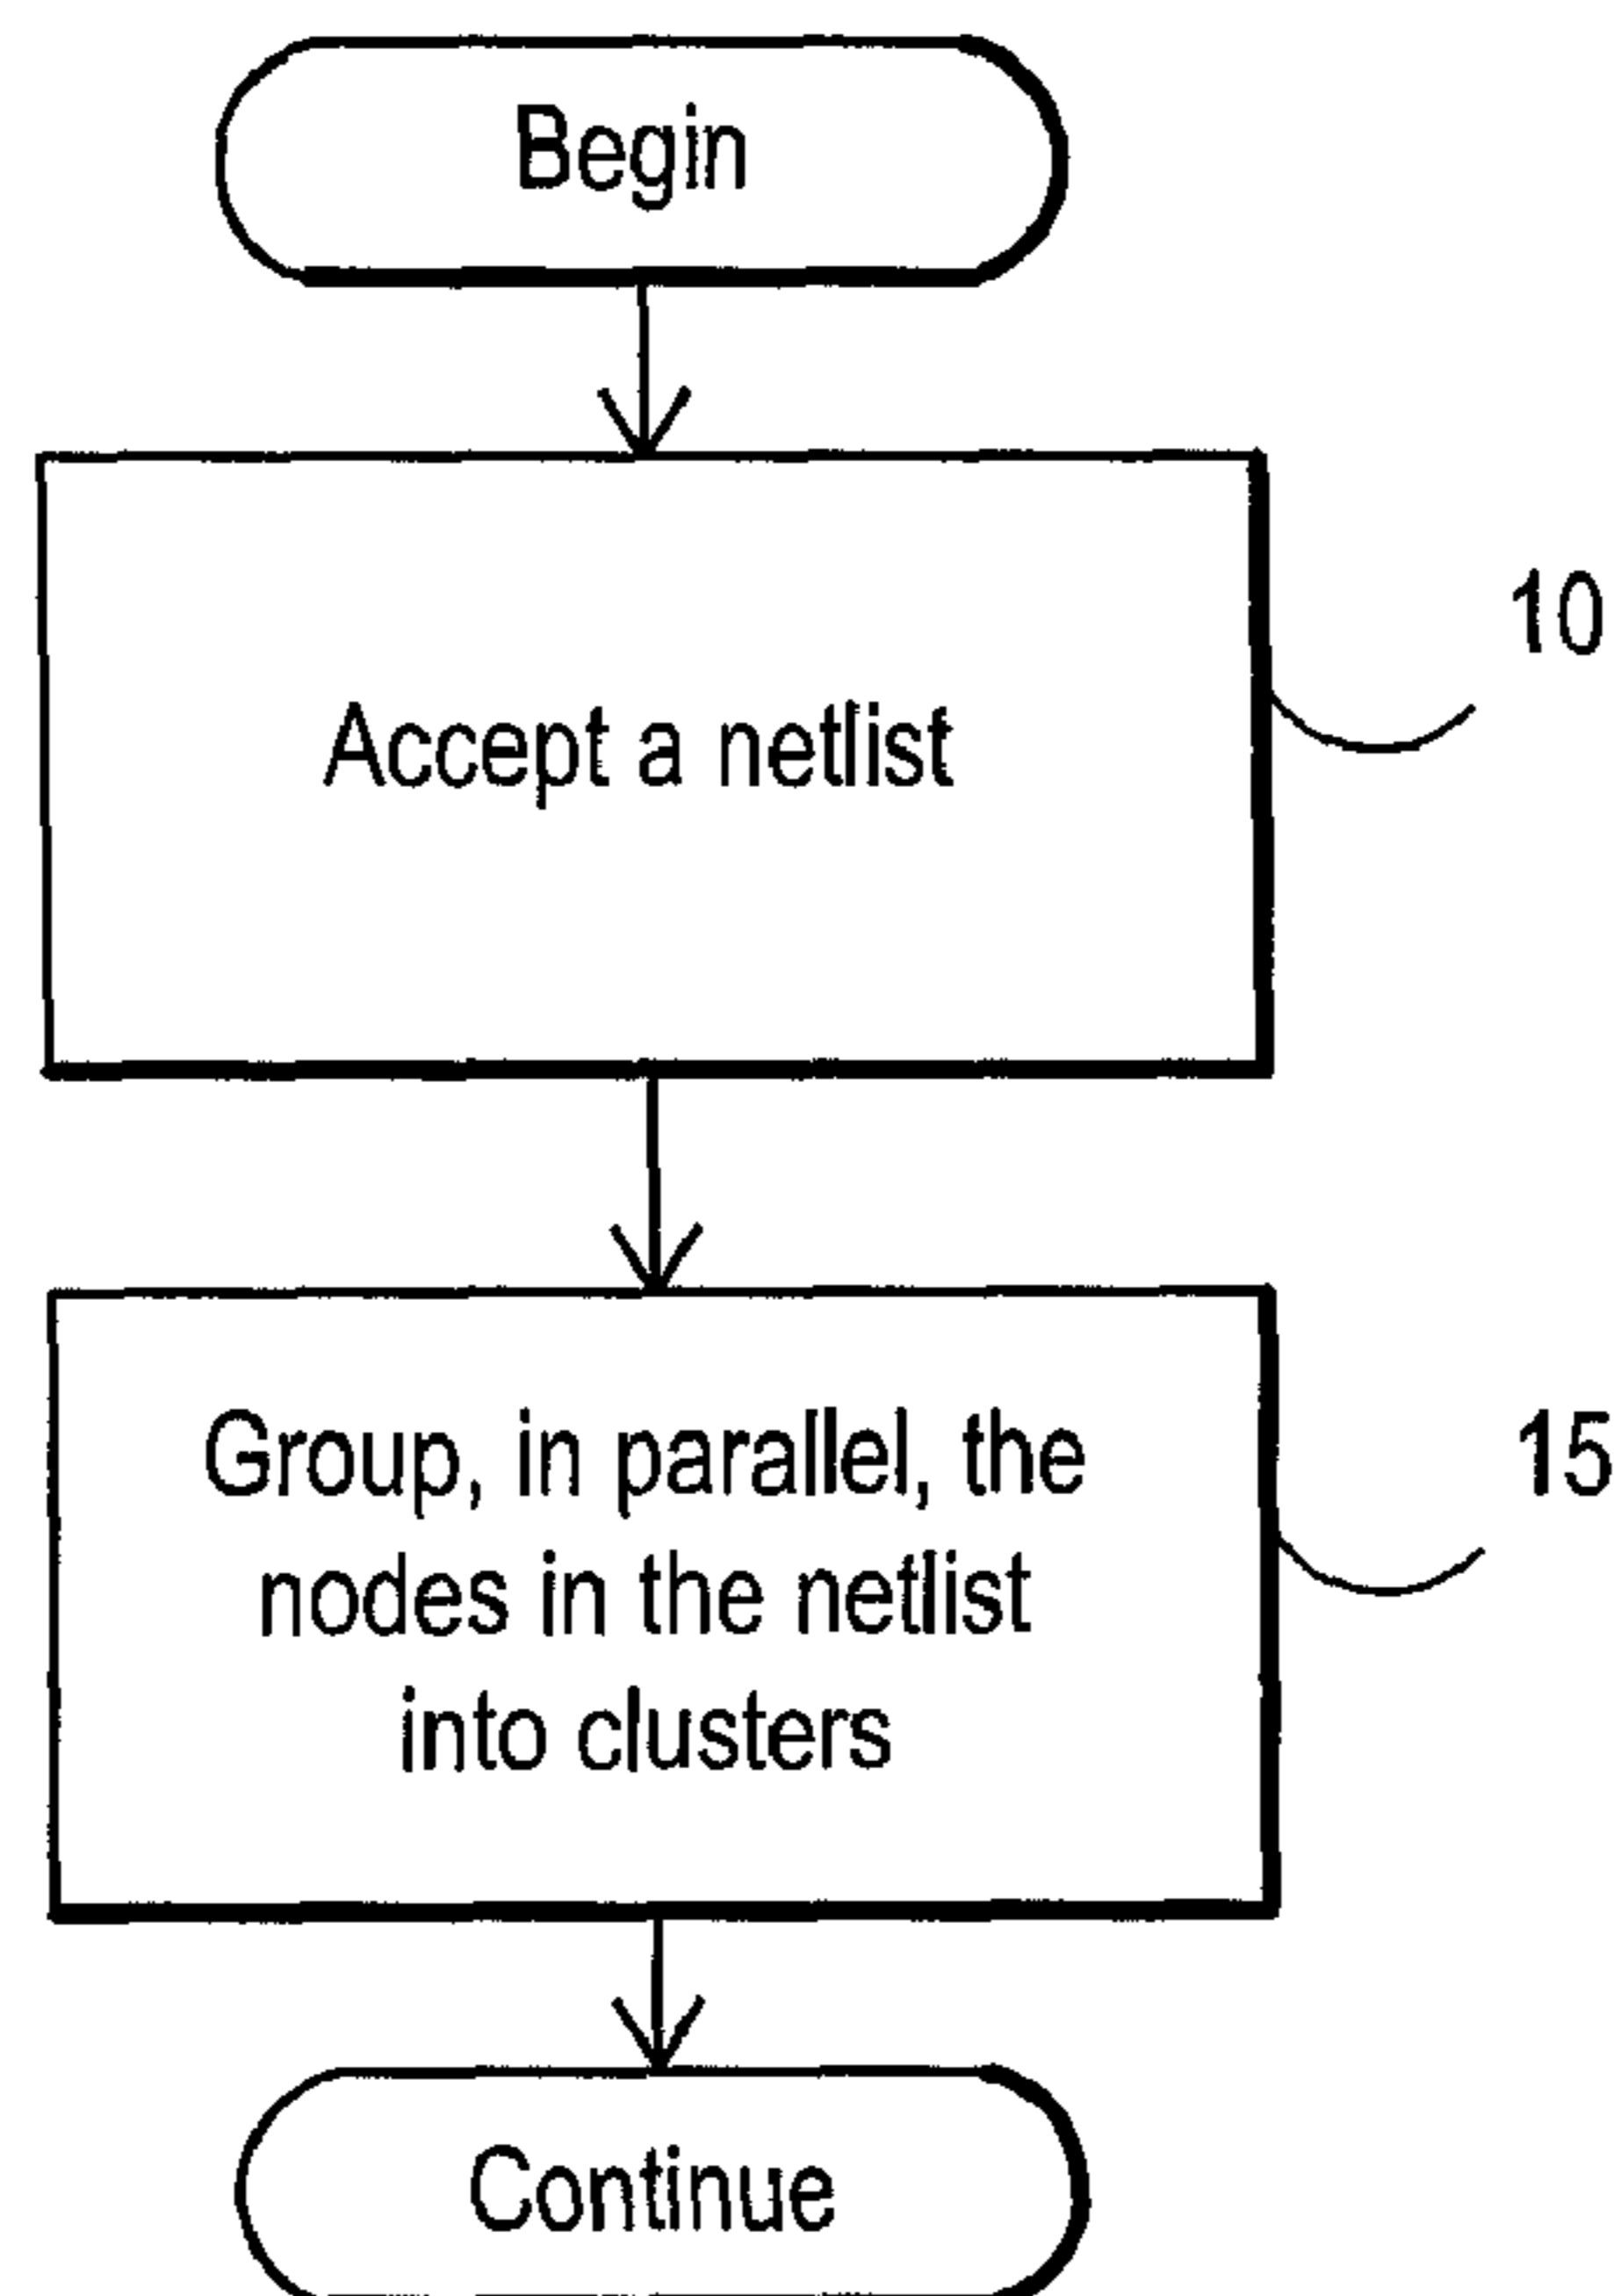 Begin
10
Accept a netlist
15
Group, in parallel, the
nodes in the netlist
into clusters
Continue